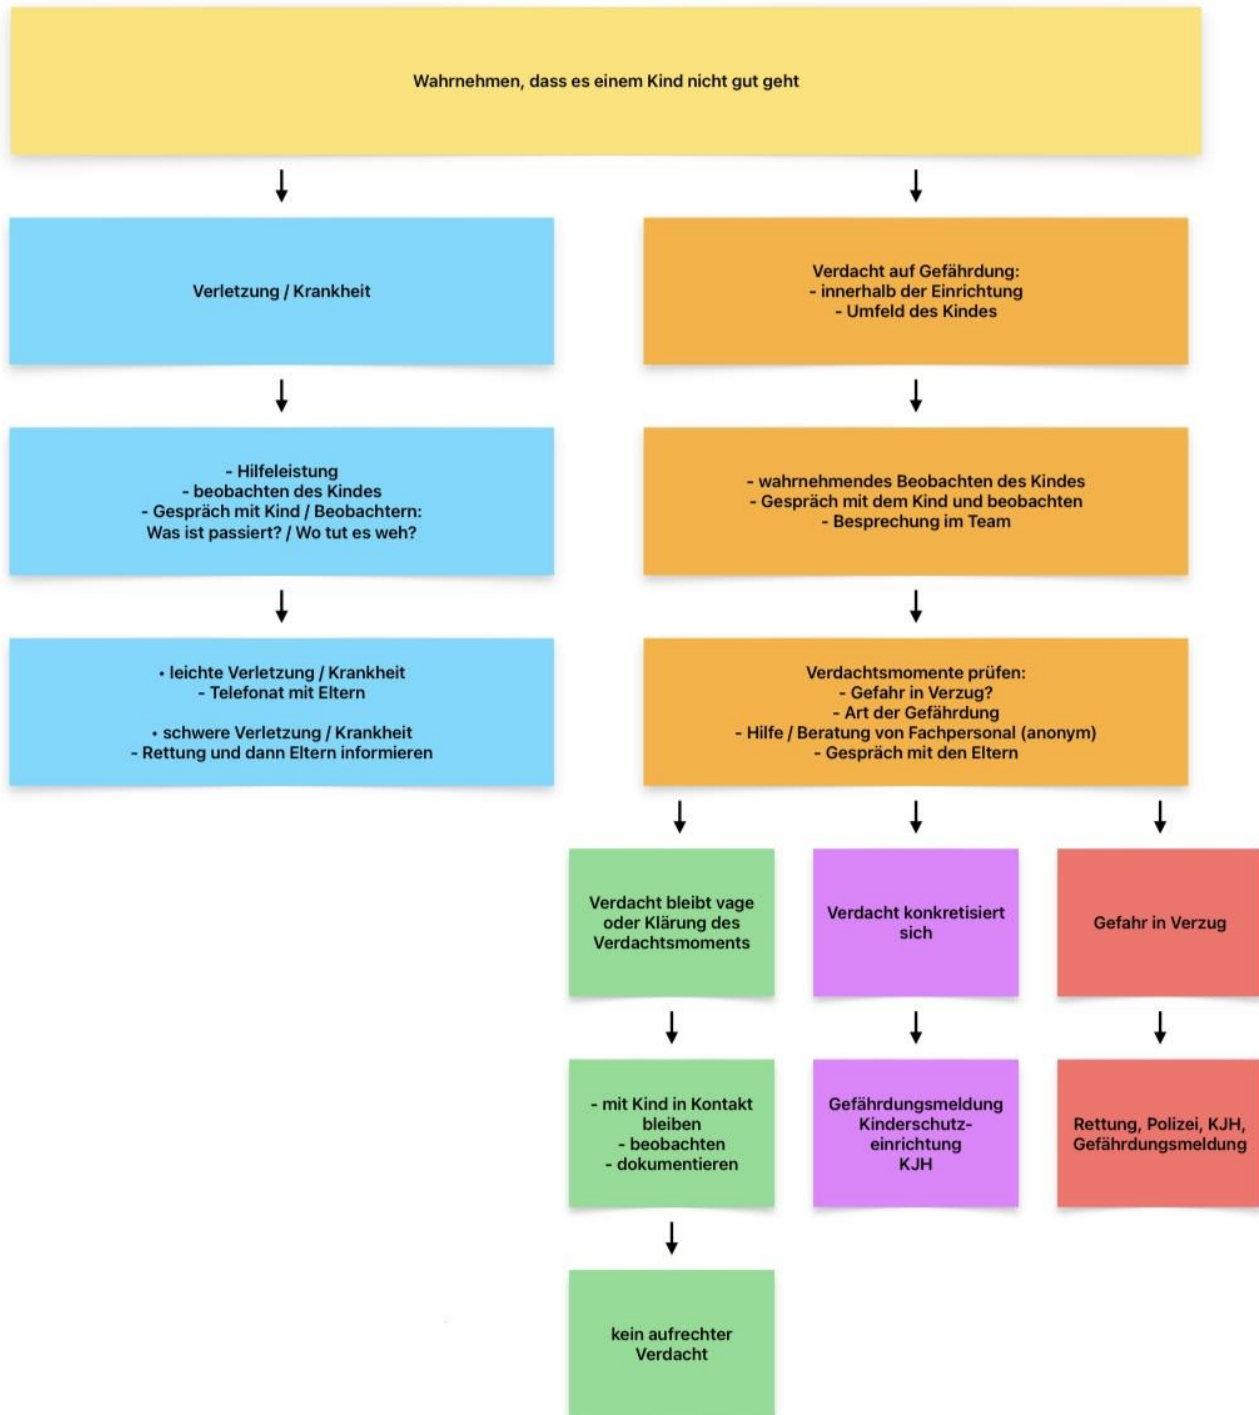 Wahrnehmen, dass es einem Kind nicht gut geht
Verletzung / Krankheit
Verdacht auf Gefährdung:
- innerhalb der Einrichtung
- Umfeld des Kindes
- Hilfeleistung
- beobachten des Kindes
- Gespräch mit Kind / Beobachtern:
Was ist passiert? / Wo tut es weh?
- wahrnehmendes Beobachten des Kindes
- Gespräch mit dem Kind und beobachten
- Besprechung im Team
• leichte Verletzung / Krankheit
- Telefonat mit Eltern
• schwere Verletzung / Krankheit
- Rettung und dann Eltern informieren
Verdachtsmomente prüfen:
- Gefahr in Verzug?
- Art der Gefährdung
- Hilfe / Beratung von Fachpersonal (anonym)
- Gespräch mit den Eltern
Verdacht bleibt vage
oder Klärung des
Verdachtsmoments
Verdacht konkretisiert
sich
Gefahr in Verzug
- mit Kind in Kontakt
bleiben
- beobachten
- dokumentieren
Gefährdungsmeldung
Kinderschutz-
einrichtung
KJH
Rettung, Polizei, KJH,
Gefährdungsmeldung
kein aufrechter
Verdacht